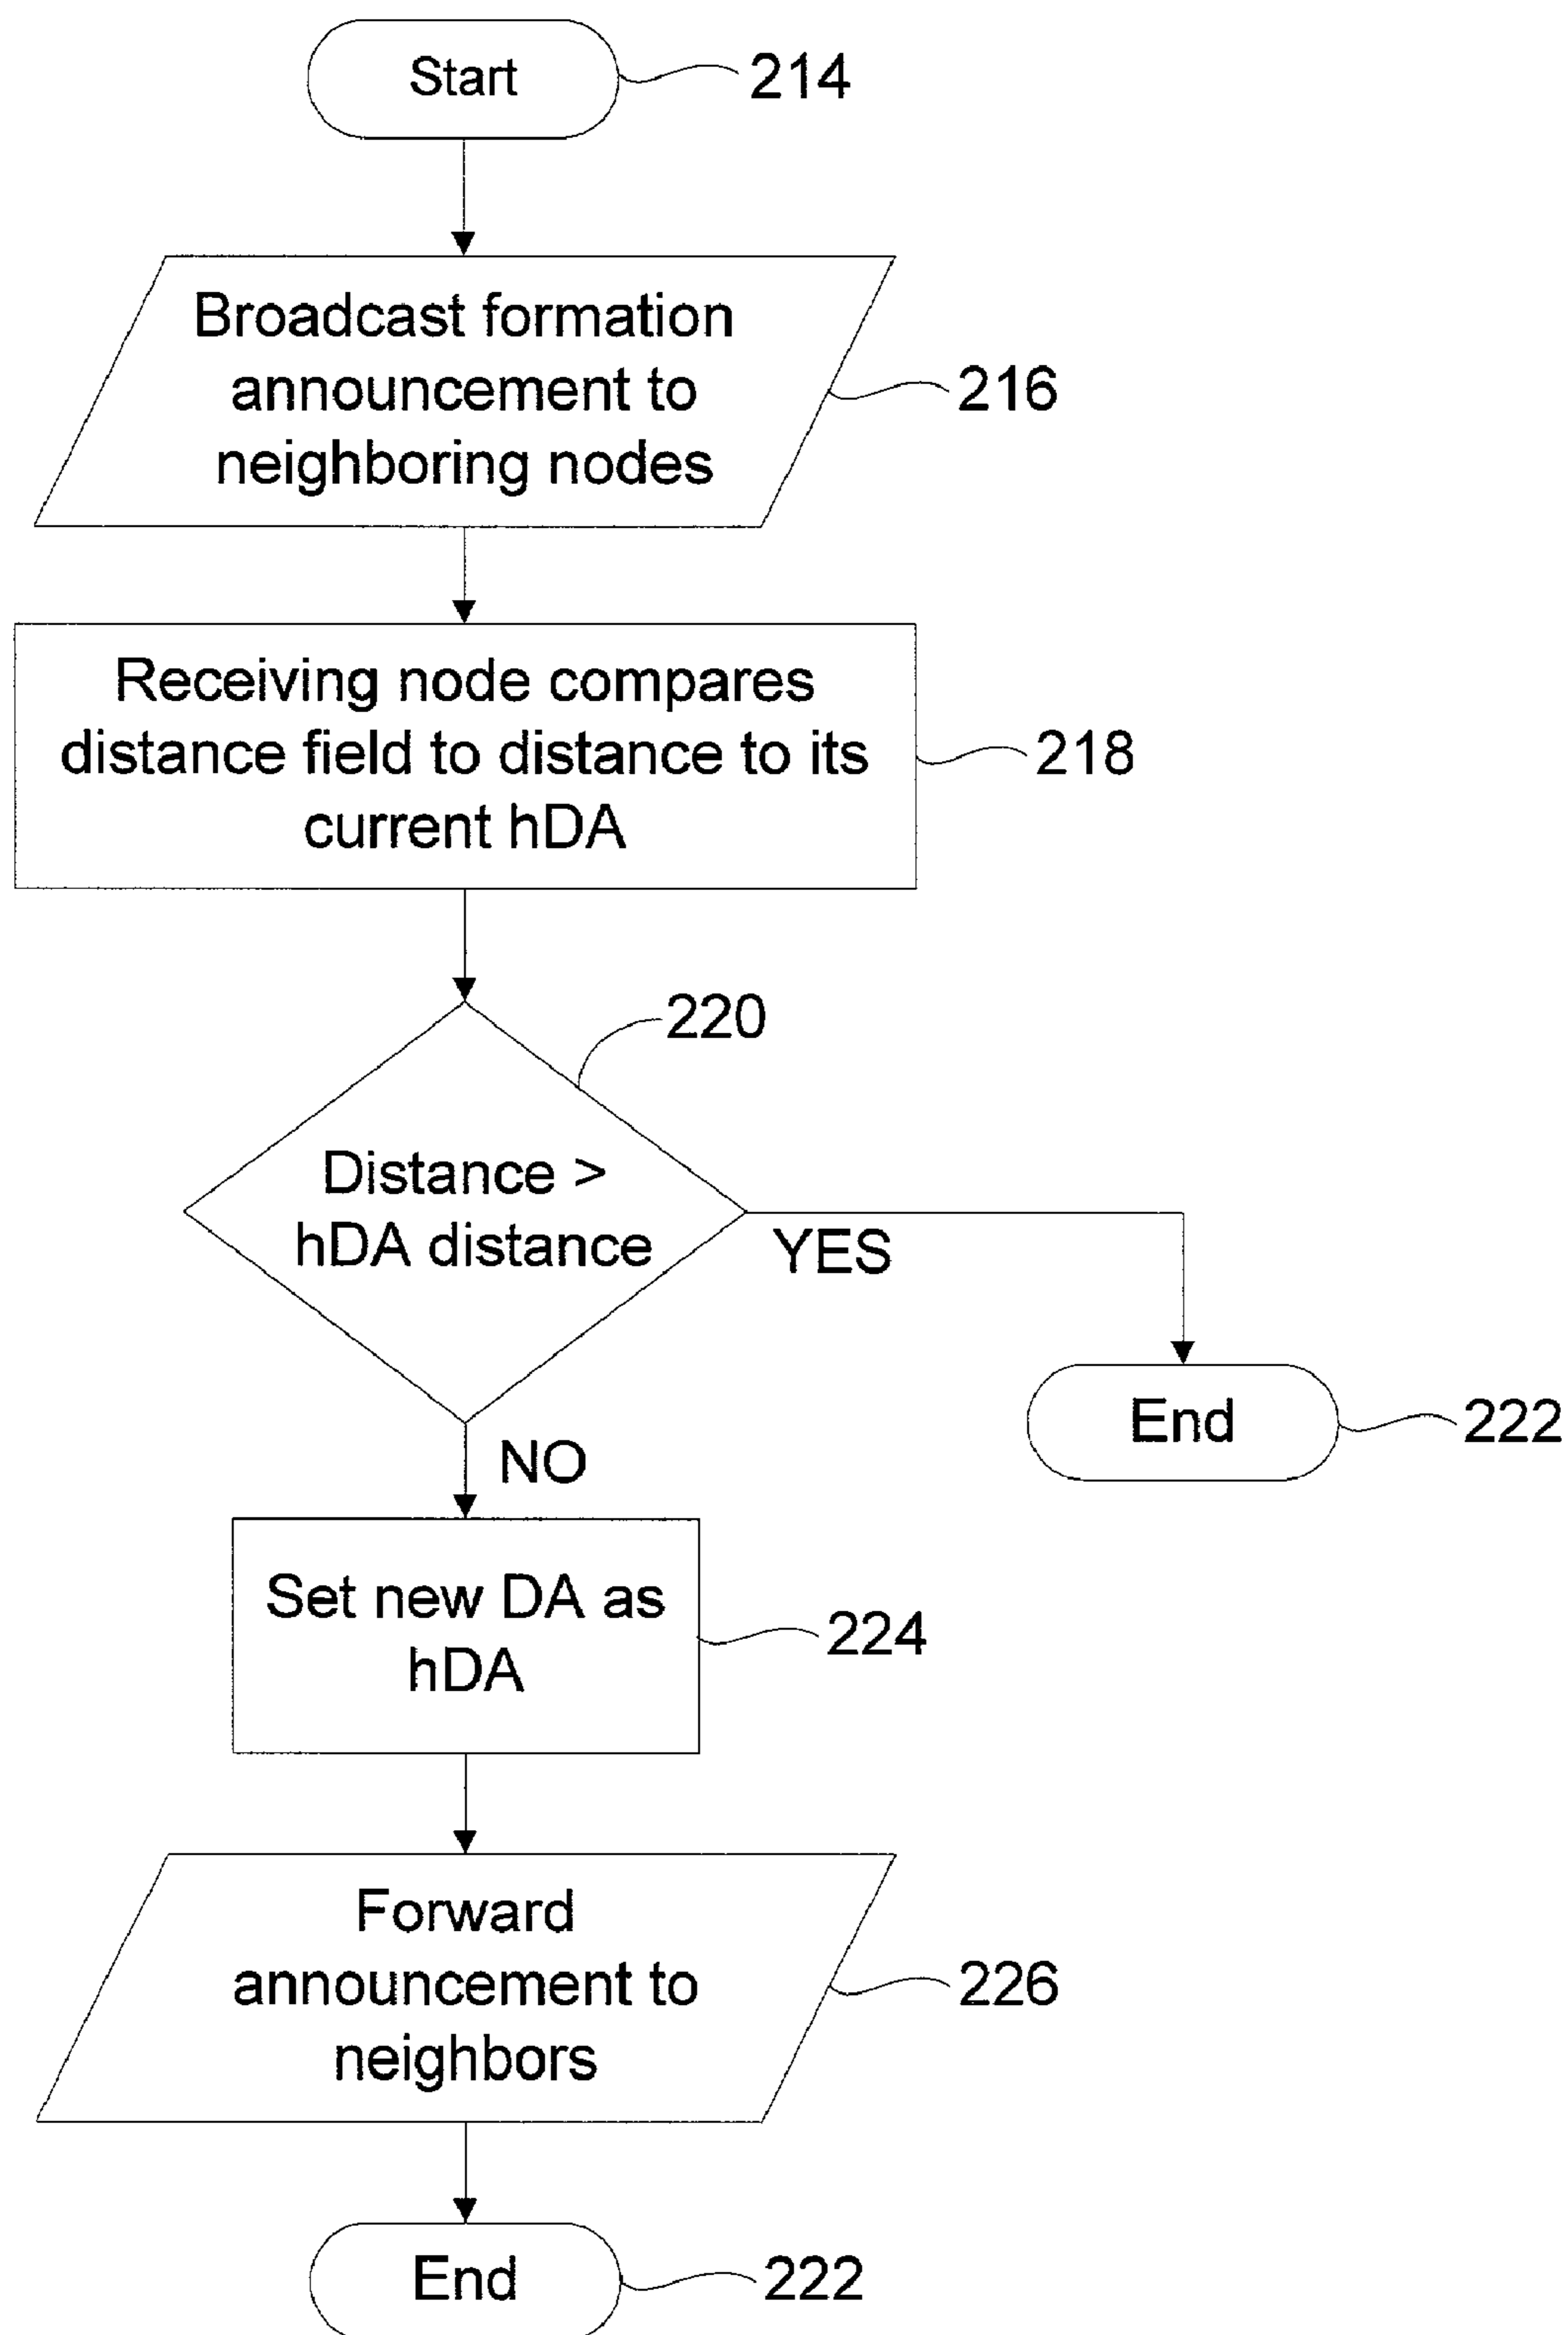 Start
214
Broadcast formation
announcement to
neighboring nodes
216
Receiving node compares
distance field to distance to its
current hDA
218
220
Distance >
hDA distance
YES
End
222
NO
Set new DA as
hDA
224
Forward
announcement to
neighbors
226
End
222